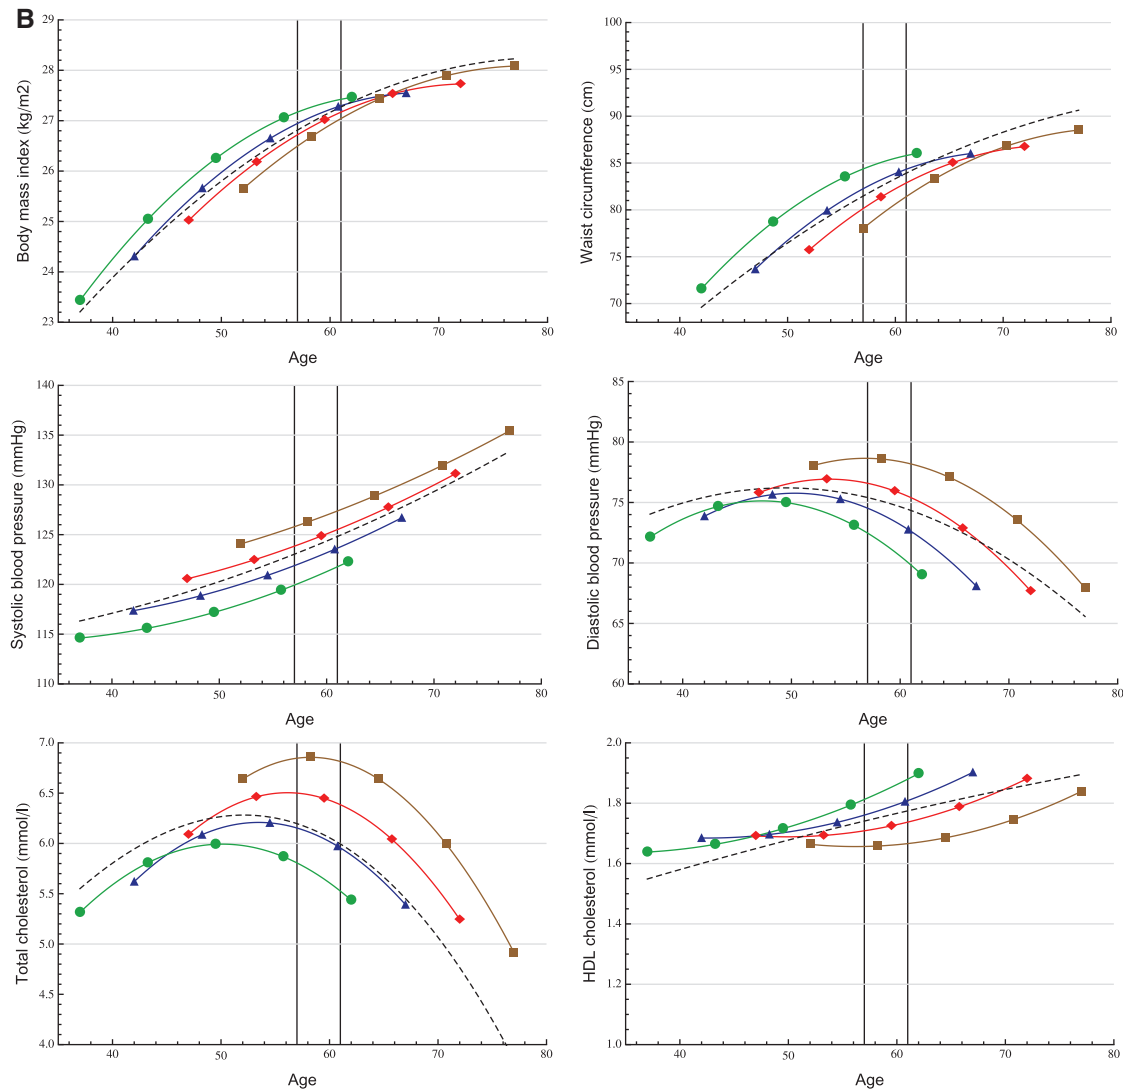 B
Body mass index (kg/m2)
29
28
27
26
25
24
23
40 50 60 70 80
Age
Waist circumference (cm)
100
95
90
85
80
75
70
40 50 60 70 80
Age
Systolic blood pressure (mmHg)
140
135
130
125
120
115
110
40 50 60 70 80
Age
Diastolic blood pressure (mmHg)
85
80
75
70
65
60
40 50 60 70 80
Age
Total cholesterol (mmol/l)
7.0
6.5
6.0
5.5
5.0
4.5
4.0
40 50 60 70 80
Age
HDL cholesterol (mmol/l)
2.0
1.8
1.6
1.4
1.2
1.0
40 50 60 70 80
Age